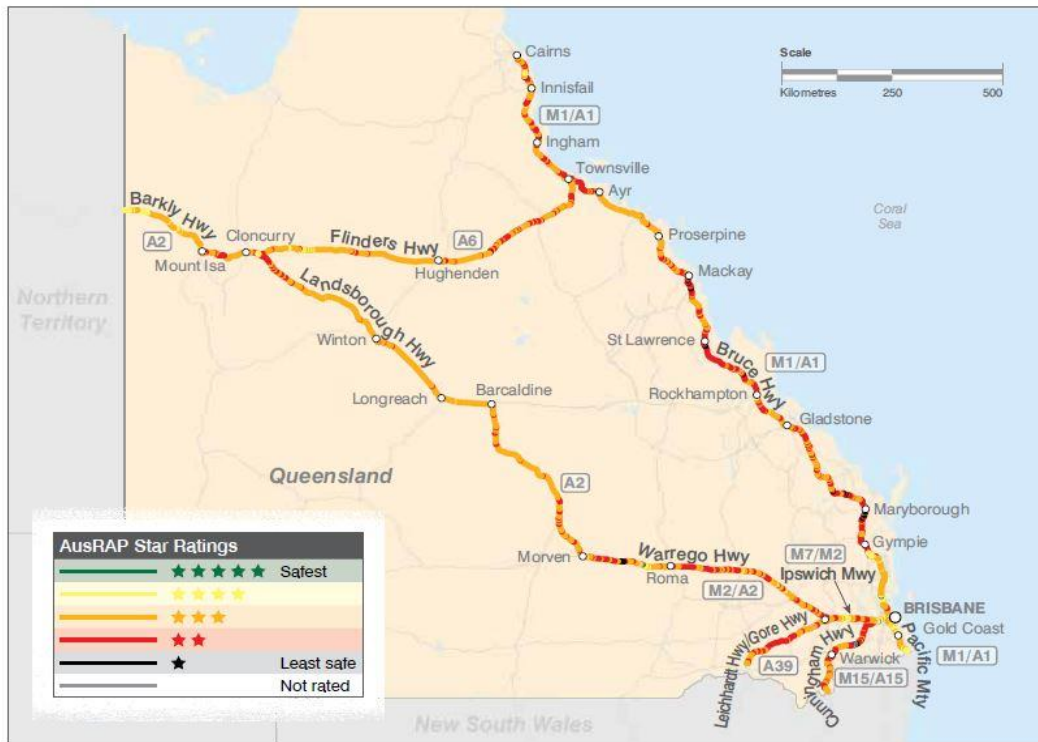 Cairns
Scale
Innisfail
Kilometres 250 500
M1/A1
Ingham
Townsville
Ayr
Barkly Hwy
Coral
Sea
A2
Cloncurry
Flinders Hwy
A6
Proserpine
Mount Isa
Hughenden
Mackay
Northern
Territory
Landsborough Hwy
Winton
St Lawrence
Bruce Hwy
M1/A1
Longreach
Barcaldine
Rockhampton
Gladstone
Queensland
A2
Maryborough
AusRAP Star Ratings
Safest
Least safe
Not rated
Gympie
Morven
Warrego Hwy
M7/M2
Roma
Ipswich Mwy
M2/A2
BRISBANE
Gold Coast
Leichhardt Hwy/Gore Hwy
Cunningham Hwy
Pacific Mty
A39
Warwick
M1/A1
M15/A15
New South Wales